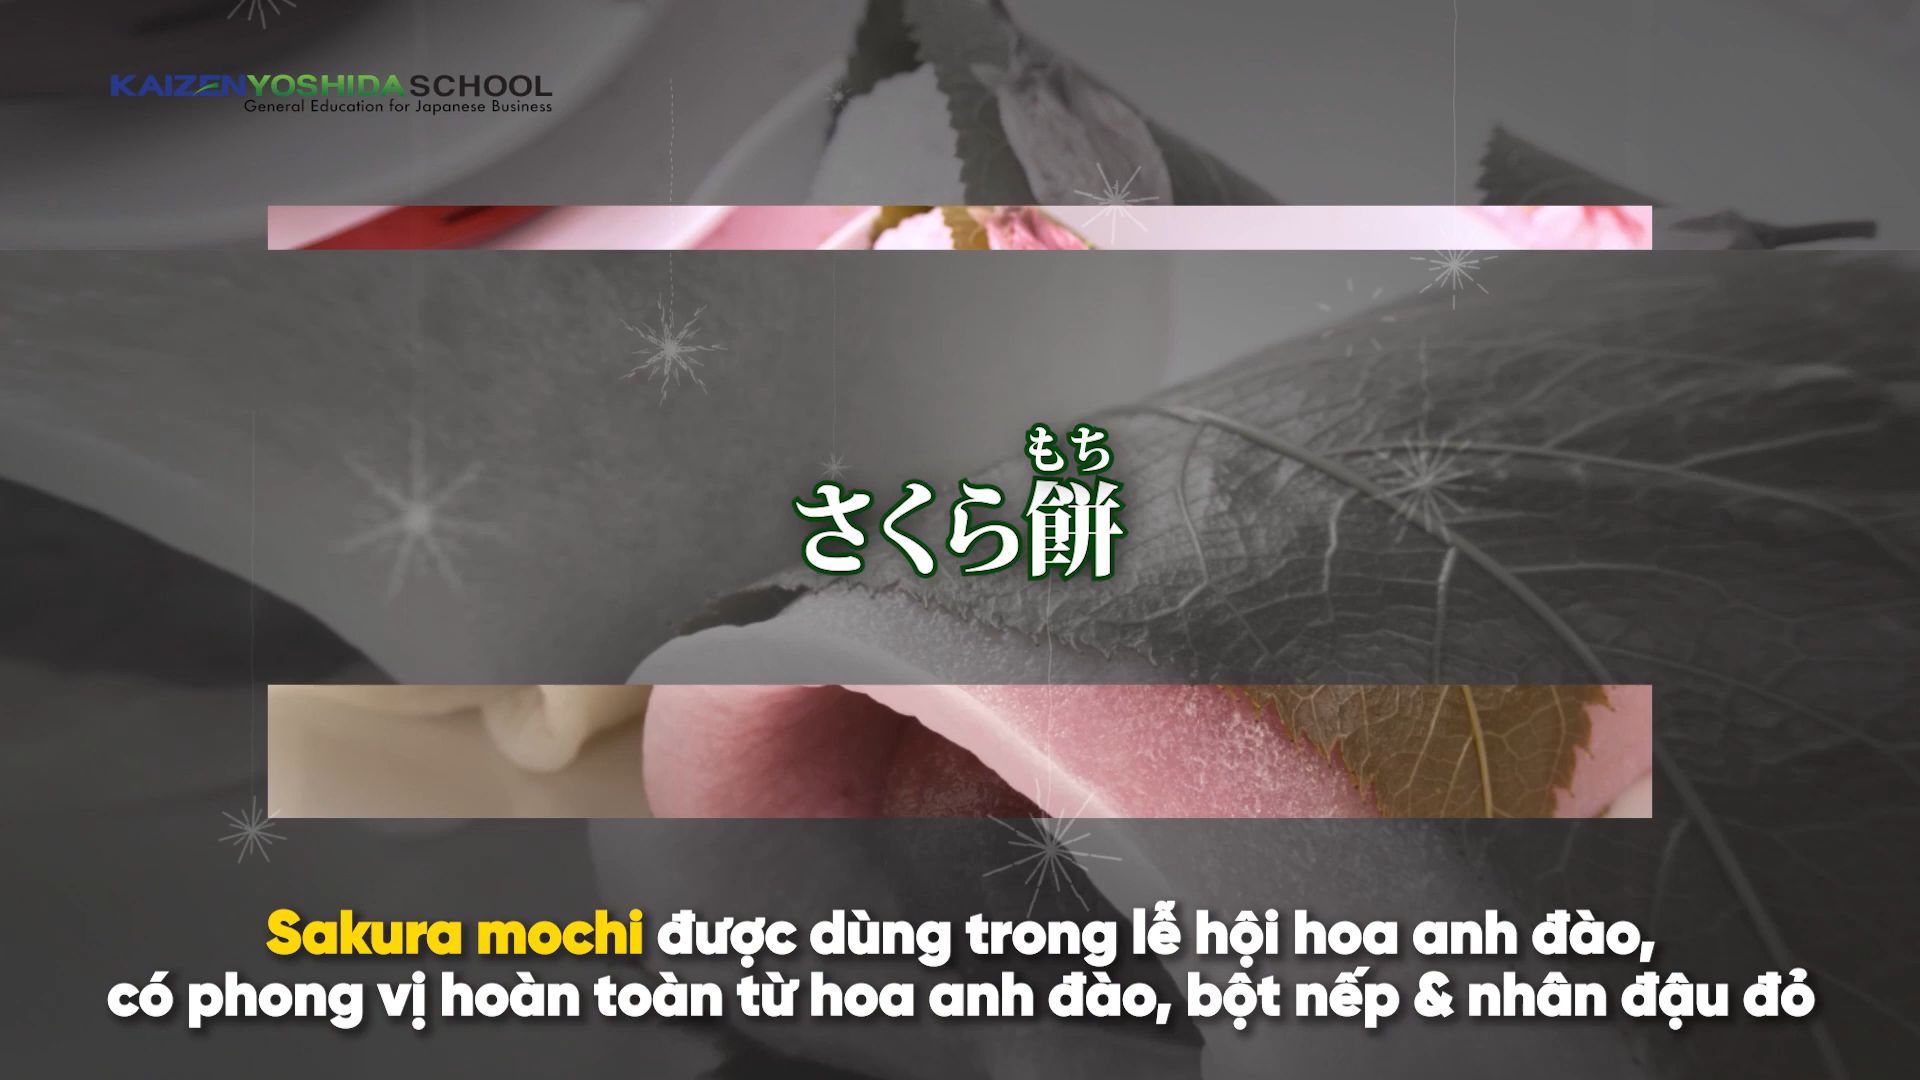 KAIZEN YOSHIDA SCHOOL
General Education for Japanese Business
もち
さくら餅
Sakura mochi được dùng trong lễ hội hoa anh đào,
có phong vị hoàn toàn từ hoa anh đào, bột nếp & nhân đậu đỏ